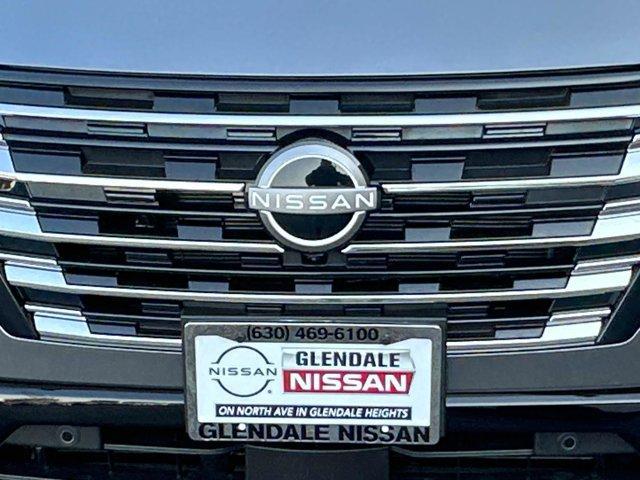 NISSAN
(630) 469-6100
NISSAN
GLENDALE
NISSAN
ON NORTH AVE IN GLENDALE HEIGHTS
GLENDALE NISSAN